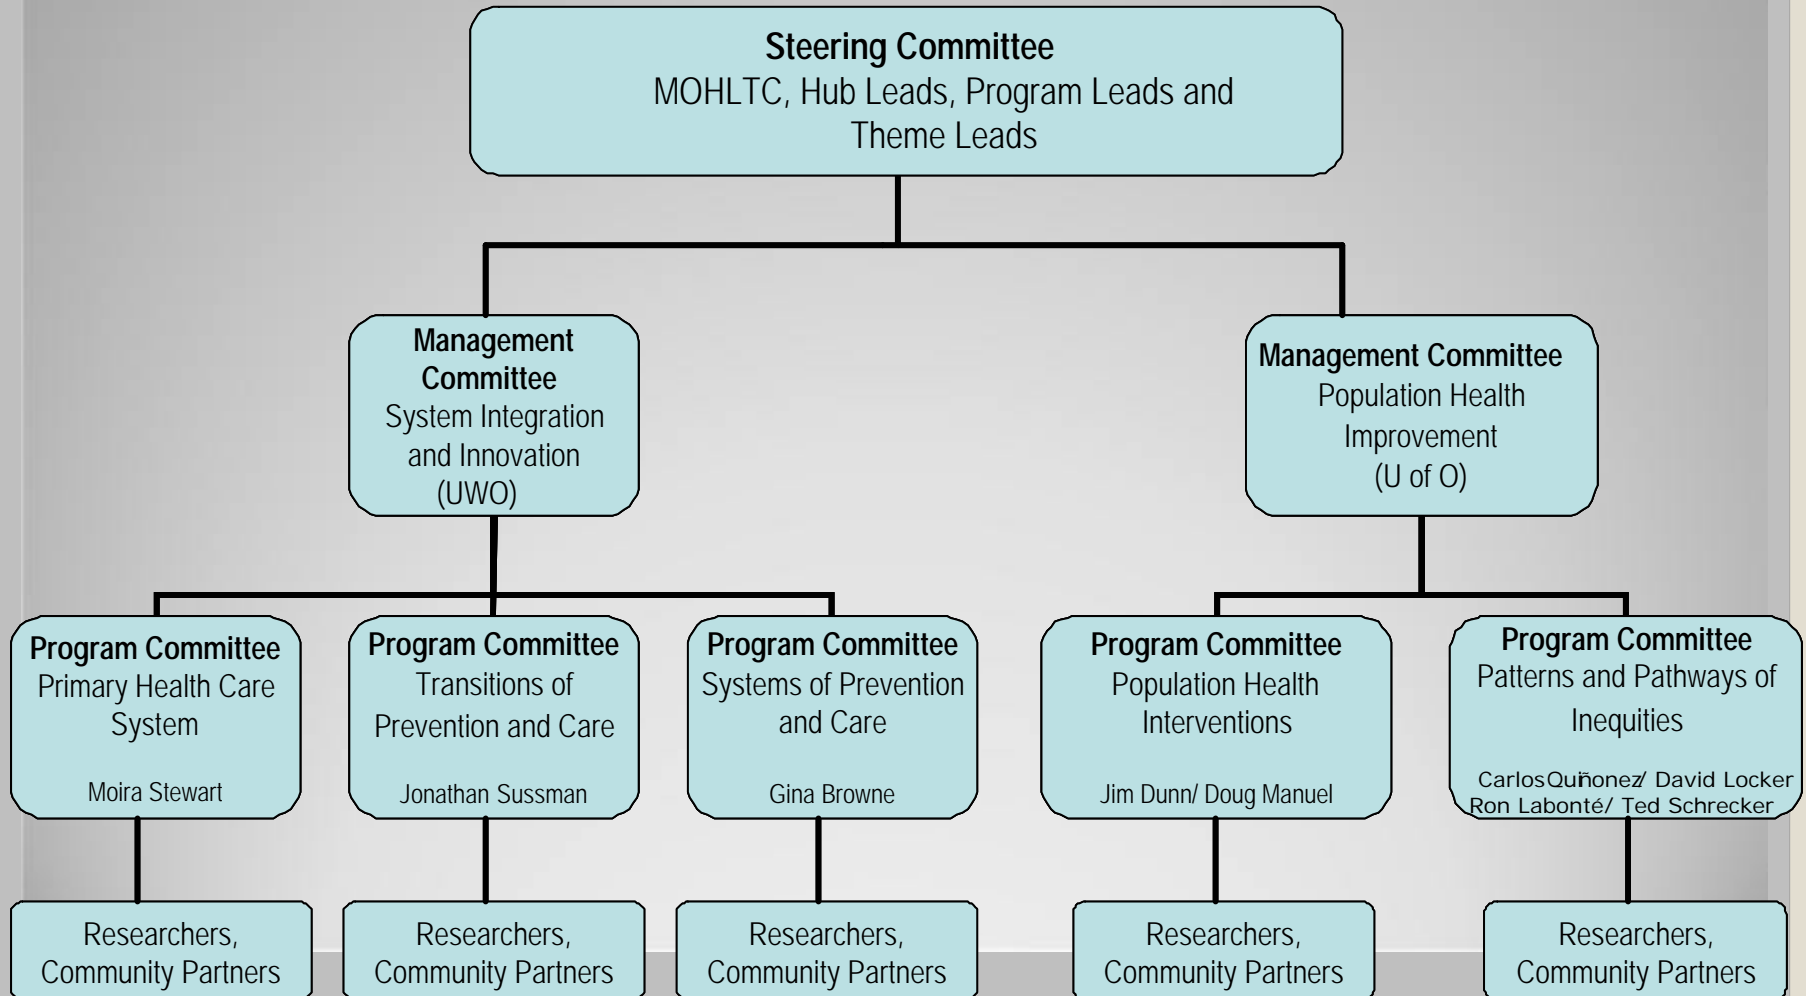 Steering Committee
MOHLTC, Hub Leads, Program Leads and
Theme Leads
Management
Committee
System Integration
and Innovation
(UWO)
Management Committee
Population Health
Improvement
(U of O)
Program Committee
Primary Health Care
System
Moira Stewart
Program Committee
Transitions of
Prevention and Care
Jonathan Sussman
Program Committee
Systems of Prevention
and Care
Gina Browne
Program Committee
Population Health
Interventions
Jim Dunn/ Doug Manuel
Program Committee
Patterns and Pathways of
Inequities
Carlos Quiñonez/ David Locker
Ron Labonté/ Ted Schrecker
Researchers,
Community Partners
Researchers,
Community Partners
Researchers,
Community Partners
Researchers,
Community Partners
Researchers,
Community Partners